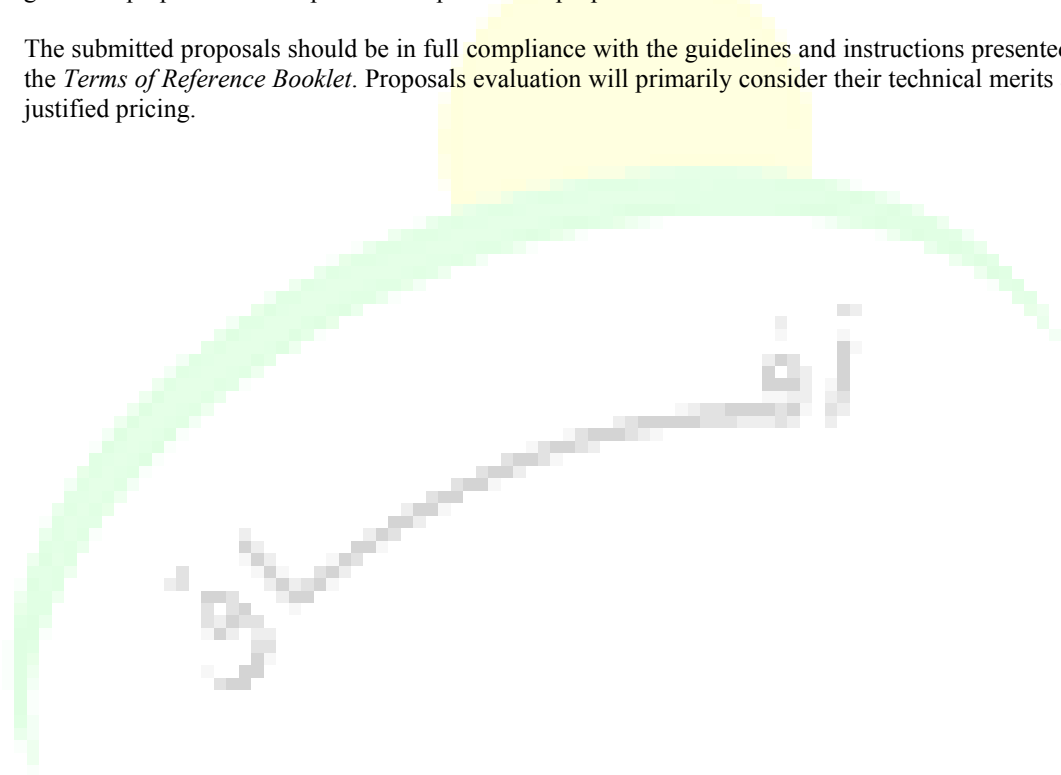 The submitted proposals should be in full compliance with the guidelines and instructions presented
the Terms of Reference Booklet. Proposals evaluation will primarily consider their technical merits
justified pricing.